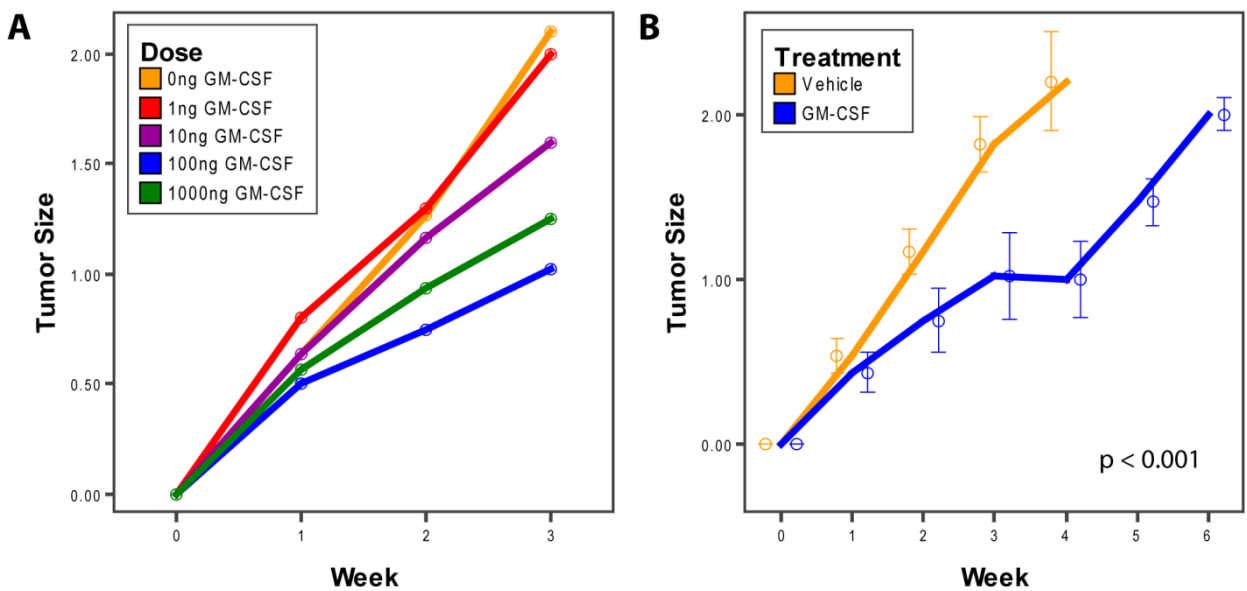 A
Dose
0ng GM-CSF
1ng GM-CSF
10ng GM-CSF
100ng GM-CSF
1000ng GM-CSF
Tumor Size
2.00
1.50
1.00
0.50
0.00
0 1 2 3
Week
B
Treatment
Vehicle
GM-CSF
Tumor Size
2.00
1.00
0.00
p < 0.001
0 1 2 3 4 5 6
Week